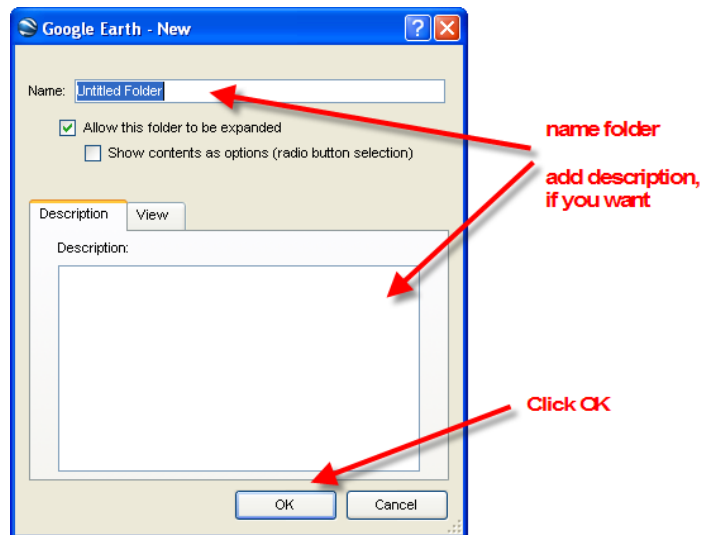 Google Earth - New
Name: Untitled Folder
Allow this folder to be expanded
Show contents as options (radio button selection)
name folder
add description,
if you want
Description View
Description:
Click OK
OK Cancel